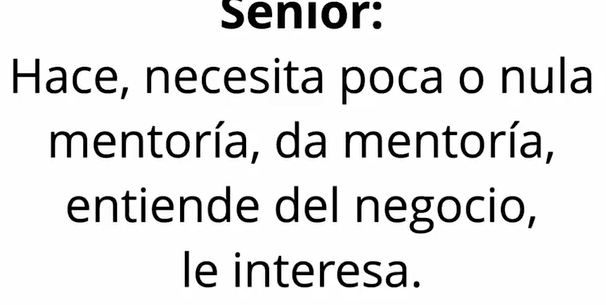 Senior:
Hace, necesita poca o nula
mentoría, da mentoría,
entiende del negocio,
le interesa.